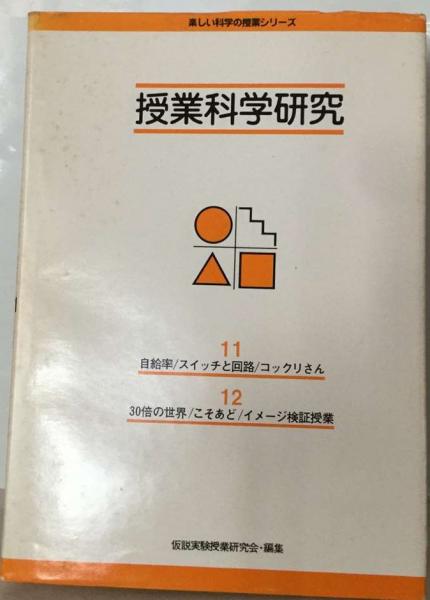 楽しい科学の授業シリーズ
授業科学研究
11
自給率/スイッチと回路/コックリさん
12
30倍の世界/こそあど/イメージ検証授業
仮説実験授業研究会・編集